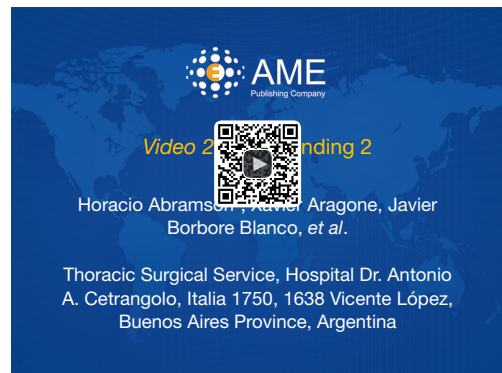 AME
Publishing Company
Video 2 nding 2
Horacio Abramson, Xavier Aragone, Javier
Borbore Blanco, et al.
Thoracic Surgical Service, Hospital Dr. Antonio
A. Cetrangolo, Italia 1750, 1638 Vicente López,
Buenos Aires Province, Argentina